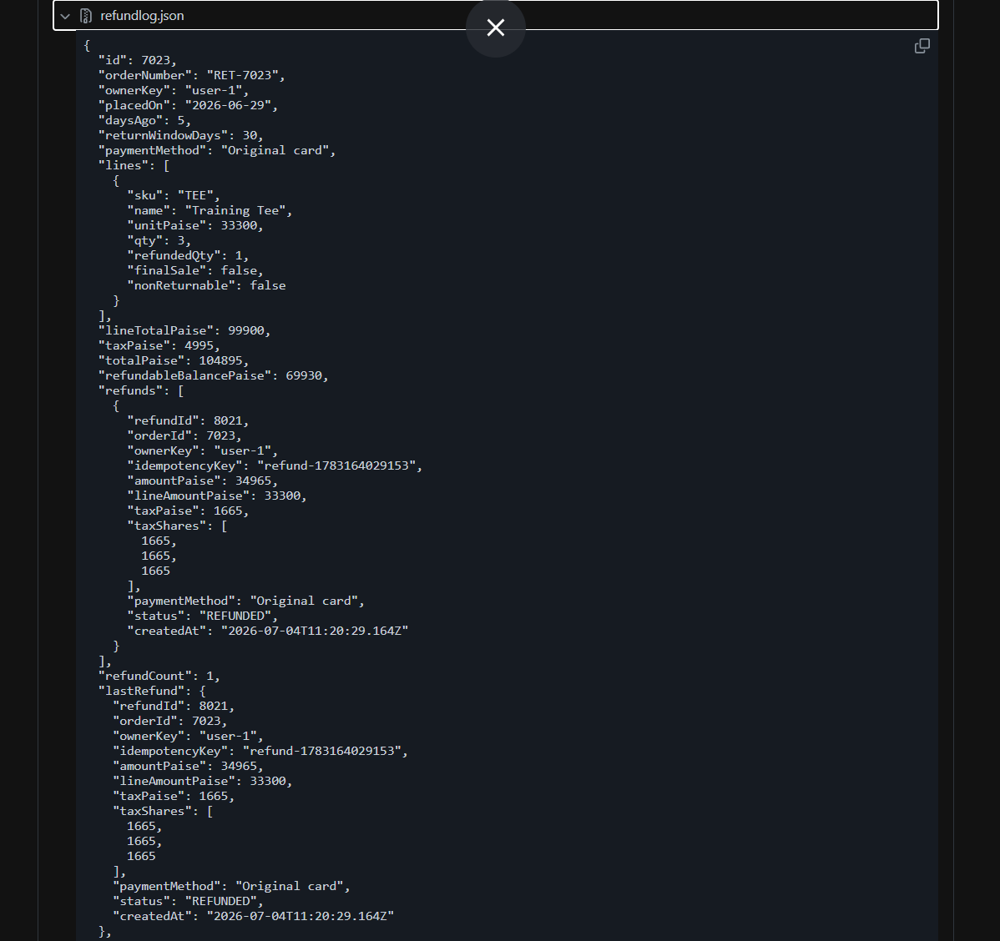 refundlog.json
{
  "id": 7023,
  "orderNumber": "RET-7023",
  "ownerKey": "user-1",
  "placedOn": "2026-06-29",
  "daysAgo": 5,
  "returnWindowDays": 30,
  "paymentMethod": "Original card",
  "lines": [
    {
      "sku": "TEE",
      "name": "Training Tee",
      "unitPaise": 33300,
      "qty": 3,
      "refundedQty": 1,
      "finalSale": false,
      "nonReturnable": false
    }
  ],
  "lineTotalPaise": 99900,
  "taxPaise": 4995,
  "totalPaise": 104895,
  "refundableBalancePaise": 69930,
  "refunds": [
    {
      "refundId": 8021,
      "orderId": 7023,
      "ownerKey": "user-1",
      "idempotencyKey": "refund-1783164029153",
      "amountPaise": 34965,
      "lineAmountPaise": 33300,
      "taxPaise": 1665,
      "taxShares": [
        1665,
        1665,
        1665
      ],
      "paymentMethod": "Original card",
      "status": "REFUNDED",
      "createdAt": "2026-07-04T11:20:29.164Z"
    }
  ],
  "refundCount": 1,
  "lastRefund": {
    "refundId": 8021,
    "orderId": 7023,
    "ownerKey": "user-1",
    "idempotencyKey": "refund-1783164029153",
    "amountPaise": 34965,
    "lineAmountPaise": 33300,
    "taxPaise": 1665,
    "taxShares": [
      1665,
      1665,
      1665
    ],
    "paymentMethod": "Original card",
    "status": "REFUNDED",
    "createdAt": "2026-07-04T11:20:29.164Z"
  },